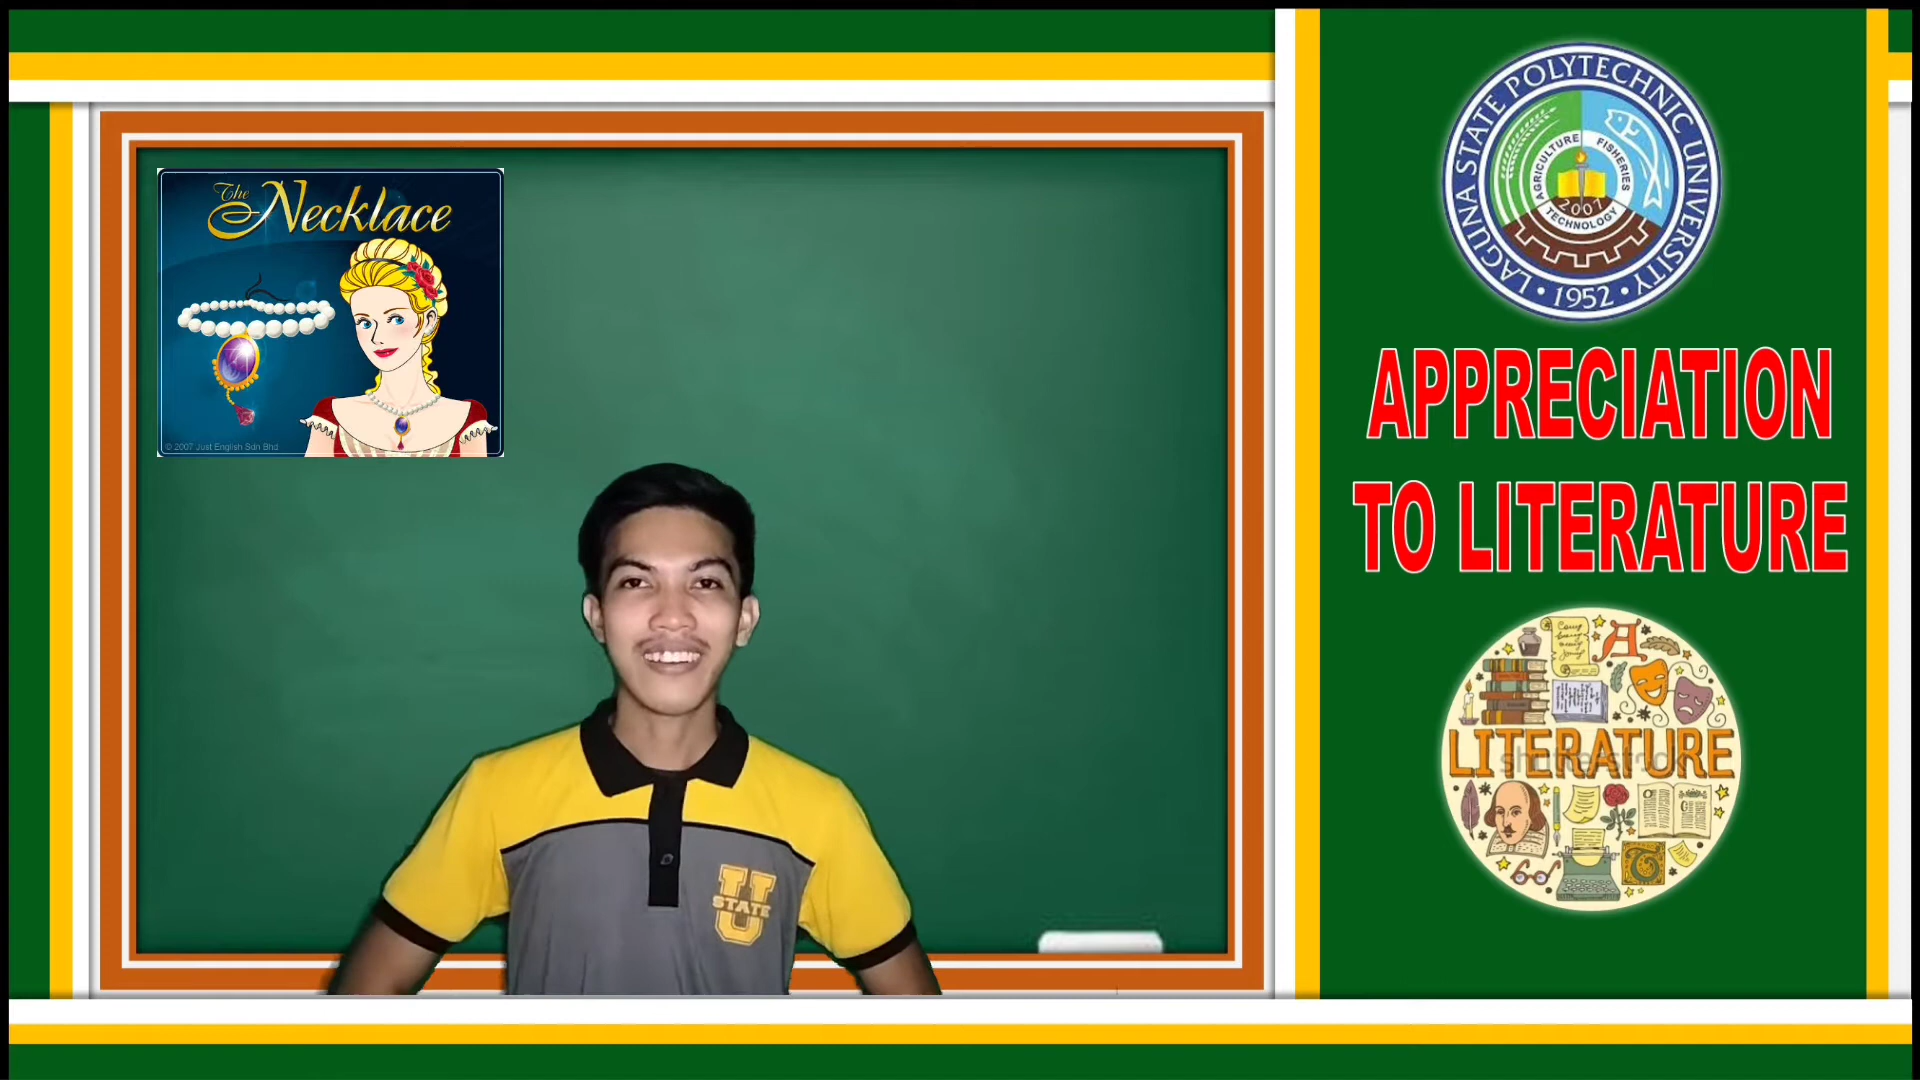 The Necklace
© 2007 Just English Sdn Bhd
U
STATE
LAGUNA STATE POLYTECHNIC UNIVERSITY
• 1952 •
AGRICULTURE
FISHERIES
2007
TECHNOLOGY
APPRECIATION
TO LITERATURE
A
LITERATURE
shutterstock